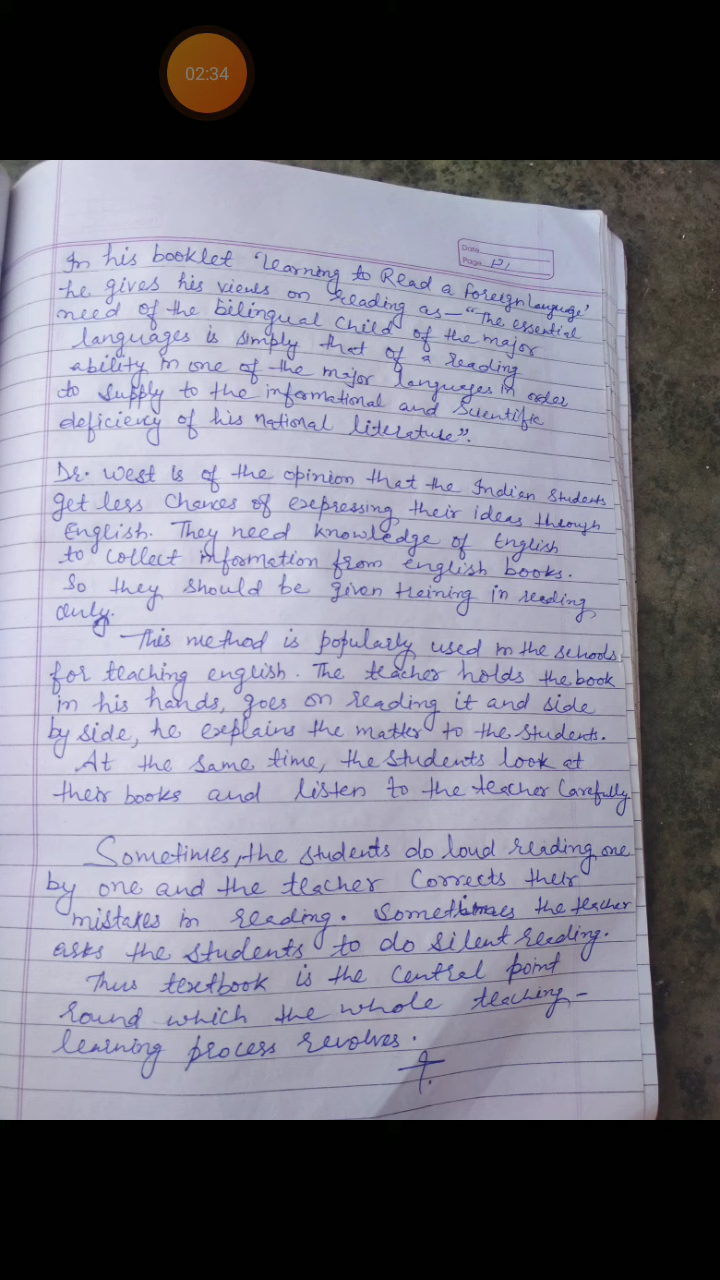 02:34
Date
Page 12,
In his booklet 'Learning to Read a foreign language'
he gives his views on reading as – "The essential
need of the bilingual Child of the major
languages is simply that of a reading
ability in one of the major languages in order
to supply to the informational and Scientific
deficiency of his national literature".
Dr. West is of the opinion that the Indian Students
get less Chances of expressing their ideas through
English. They need knowledge of English
to collect information from english books.
So they should be given training in reading
only.
This method is popularly used in the schools
for teaching english. The teacher holds the book
in his hands, goes on reading it and side
by side, he explains the matter to the students.
At the same time, the students look at
their books and listen to the teacher Carefully
Sometimes, the students do loud reading one
by one and the teacher Corrects their
mistakes in reading. Sometimes the teacher
asks the students to do silent reading.
Thus textbook is the central point
round which the whole teaching –
learning process revolves.